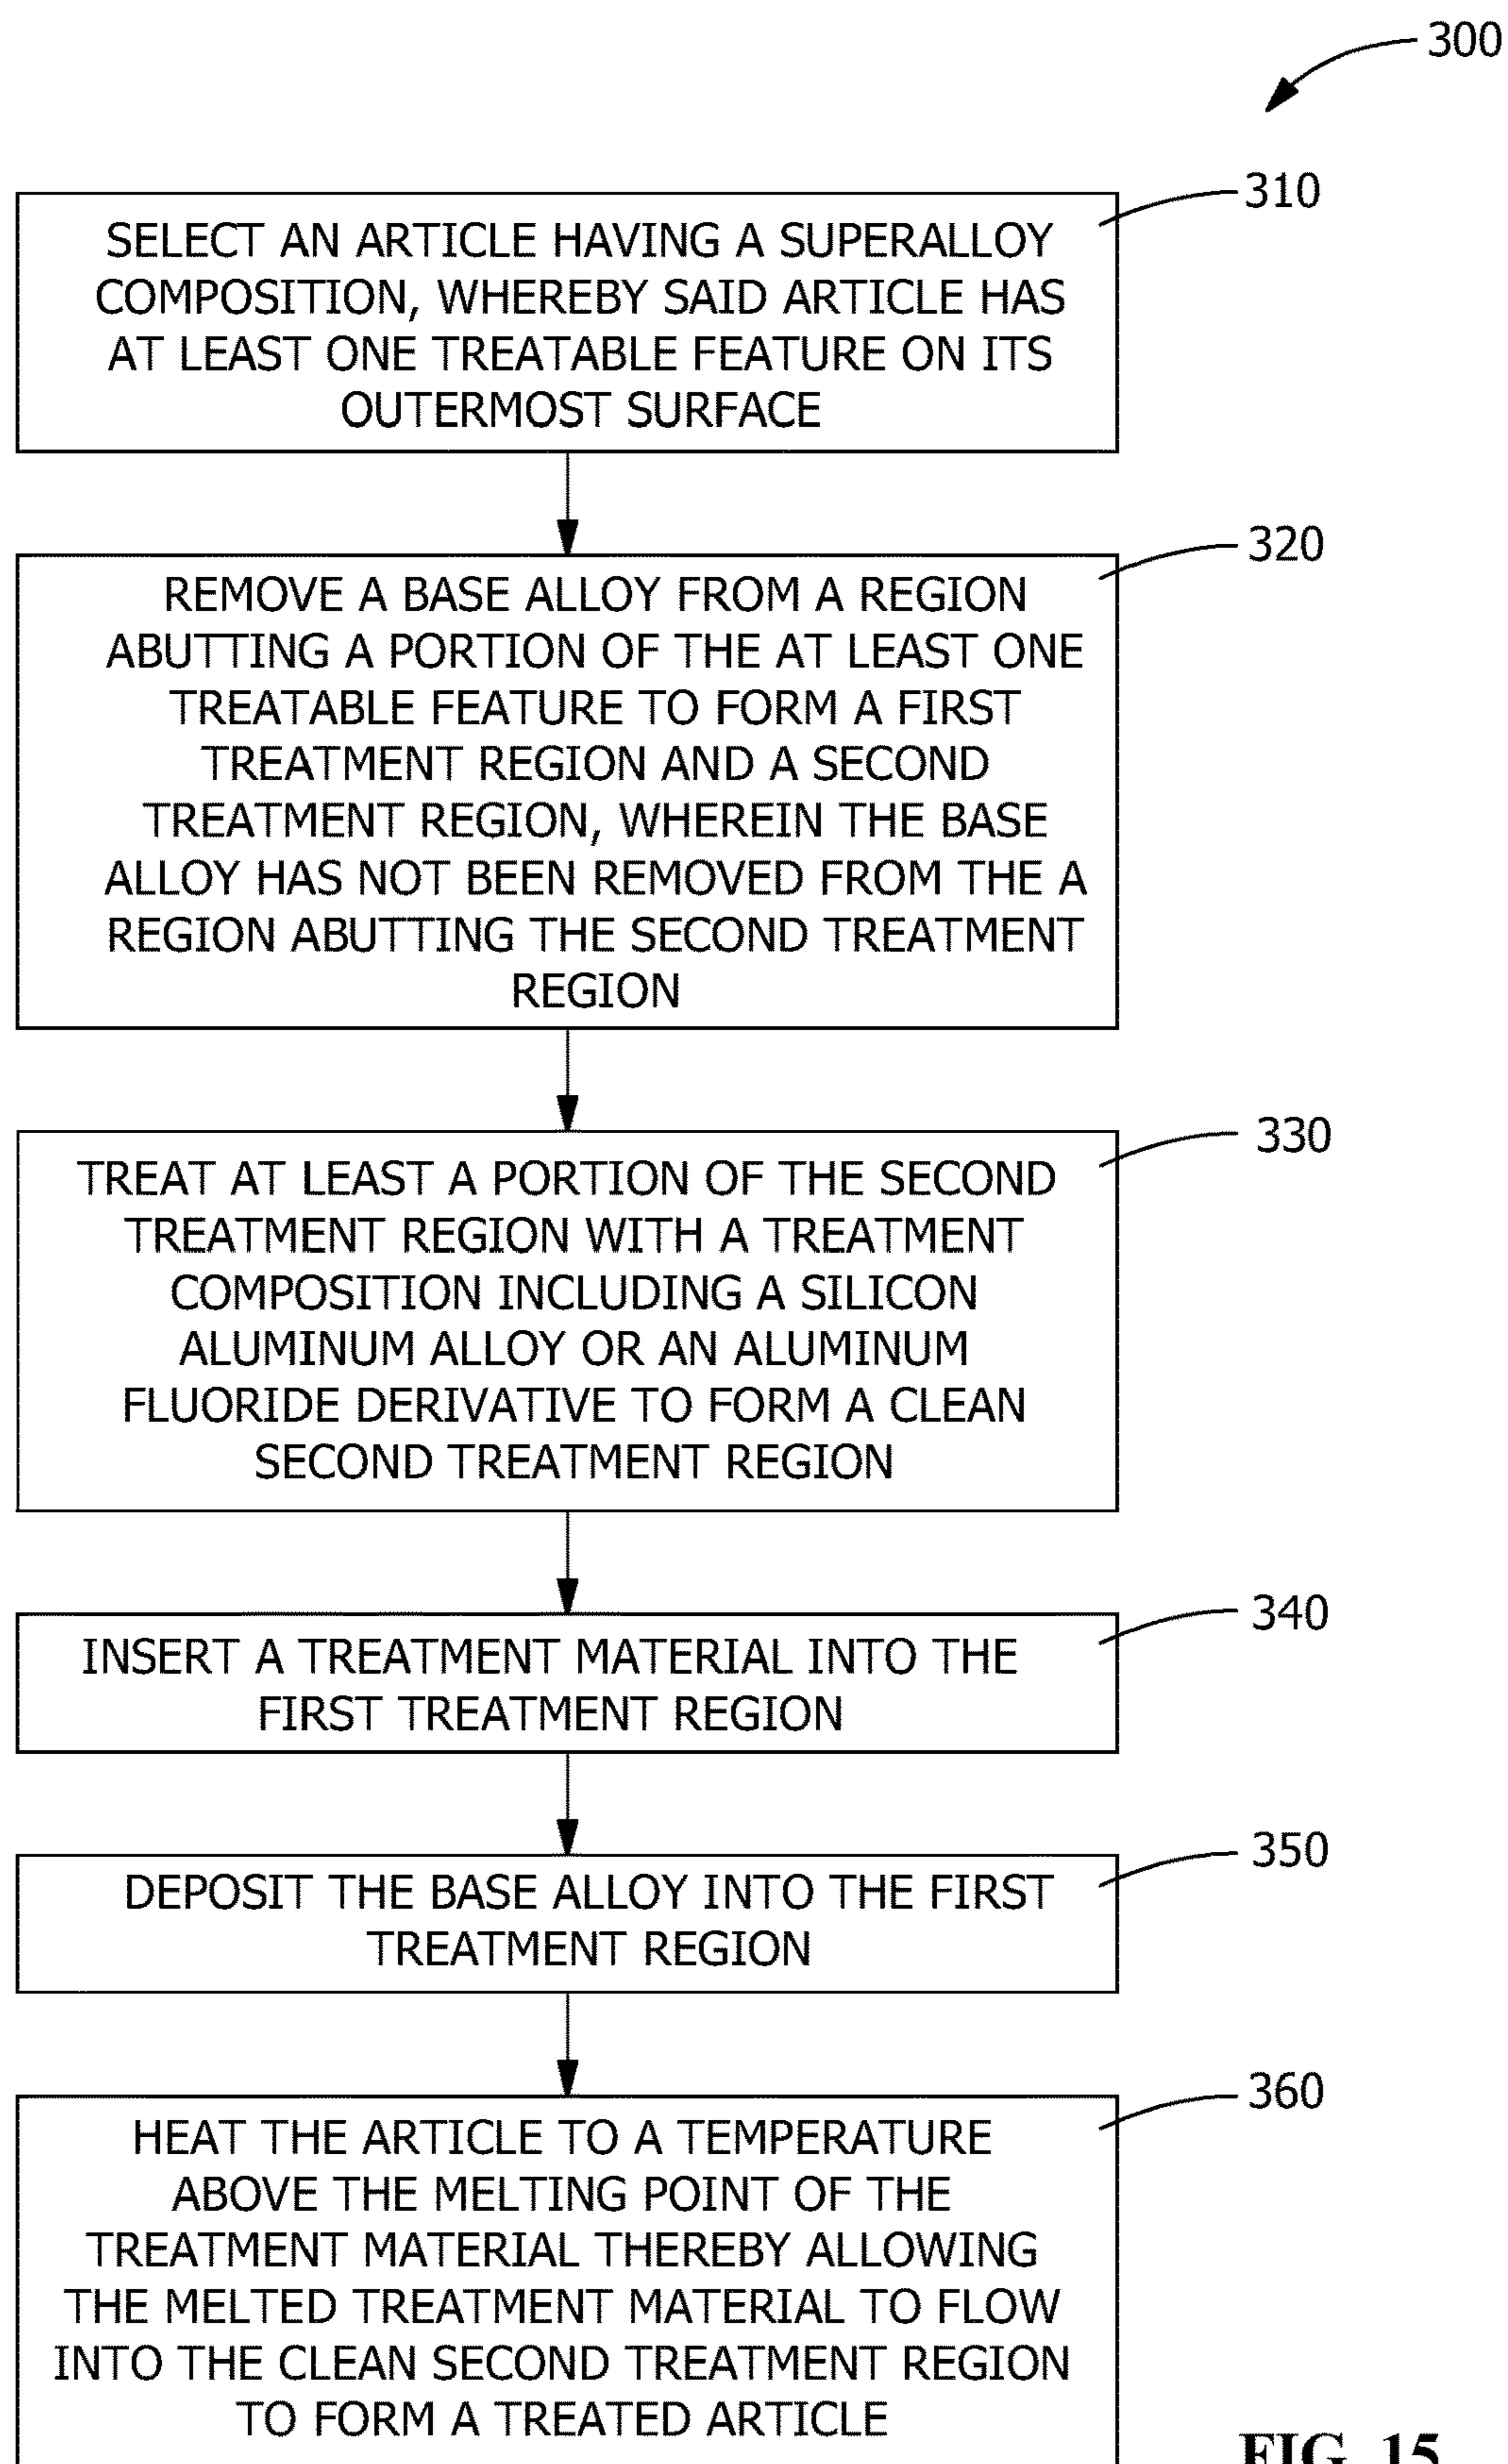 300
310
SELECT AN ARTICLE HAVING A SUPERALLOY
COMPOSITION, WHEREBY SAID ARTICLE HAS
AT LEAST ONE TREATABLE FEATURE ON ITS
OUTERMOST SURFACE
320
REMOVE A BASE ALLOY FROM A REGION
ABUTTING A PORTION OF THE AT LEAST ONE
TREATABLE FEATURE TO FORM A FIRST
TREATMENT REGION AND A SECOND
TREATMENT REGION, WHEREIN THE BASE
ALLOY HAS NOT BEEN REMOVED FROM THE A
REGION ABUTTING THE SECOND TREATMENT
REGION
330
TREAT AT LEAST A PORTION OF THE SECOND
TREATMENT REGION WITH A TREATMENT
COMPOSITION INCLUDING A SILICON
ALUMINUM ALLOY OR AN ALUMINUM
FLUORIDE DERIVATIVE TO FORM A CLEAN
SECOND TREATMENT REGION
340
INSERT A TREATMENT MATERIAL INTO THE
FIRST TREATMENT REGION
350
DEPOSIT THE BASE ALLOY INTO THE FIRST
TREATMENT REGION
360
HEAT THE ARTICLE TO A TEMPERATURE
ABOVE THE MELTING POINT OF THE
TREATMENT MATERIAL THEREBY ALLOWING
THE MELTED TREATMENT MATERIAL TO FLOW
INTO THE CLEAN SECOND TREATMENT REGION
TO FORM A TREATED ARTICLE
FIG. 15